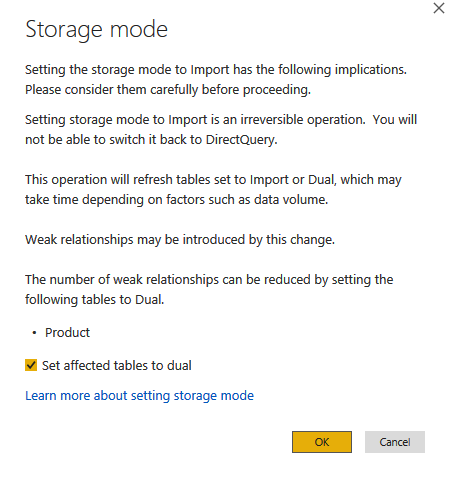 Storage mode
Setting the storage mode to Import has the following implications.
Please consider them carefully before proceeding.
Setting storage mode to Import is an irreversible operation.  You will
not be able to switch it back to DirectQuery.
This operation will refresh tables set to Import or Dual, which may
take time depending on factors such as data volume.
Weak relationships may be introduced by this change.
The number of weak relationships can be reduced by setting the
following tables to Dual.
• Product
Set affected tables to dual
Learn more about setting storage mode
OK Cancel